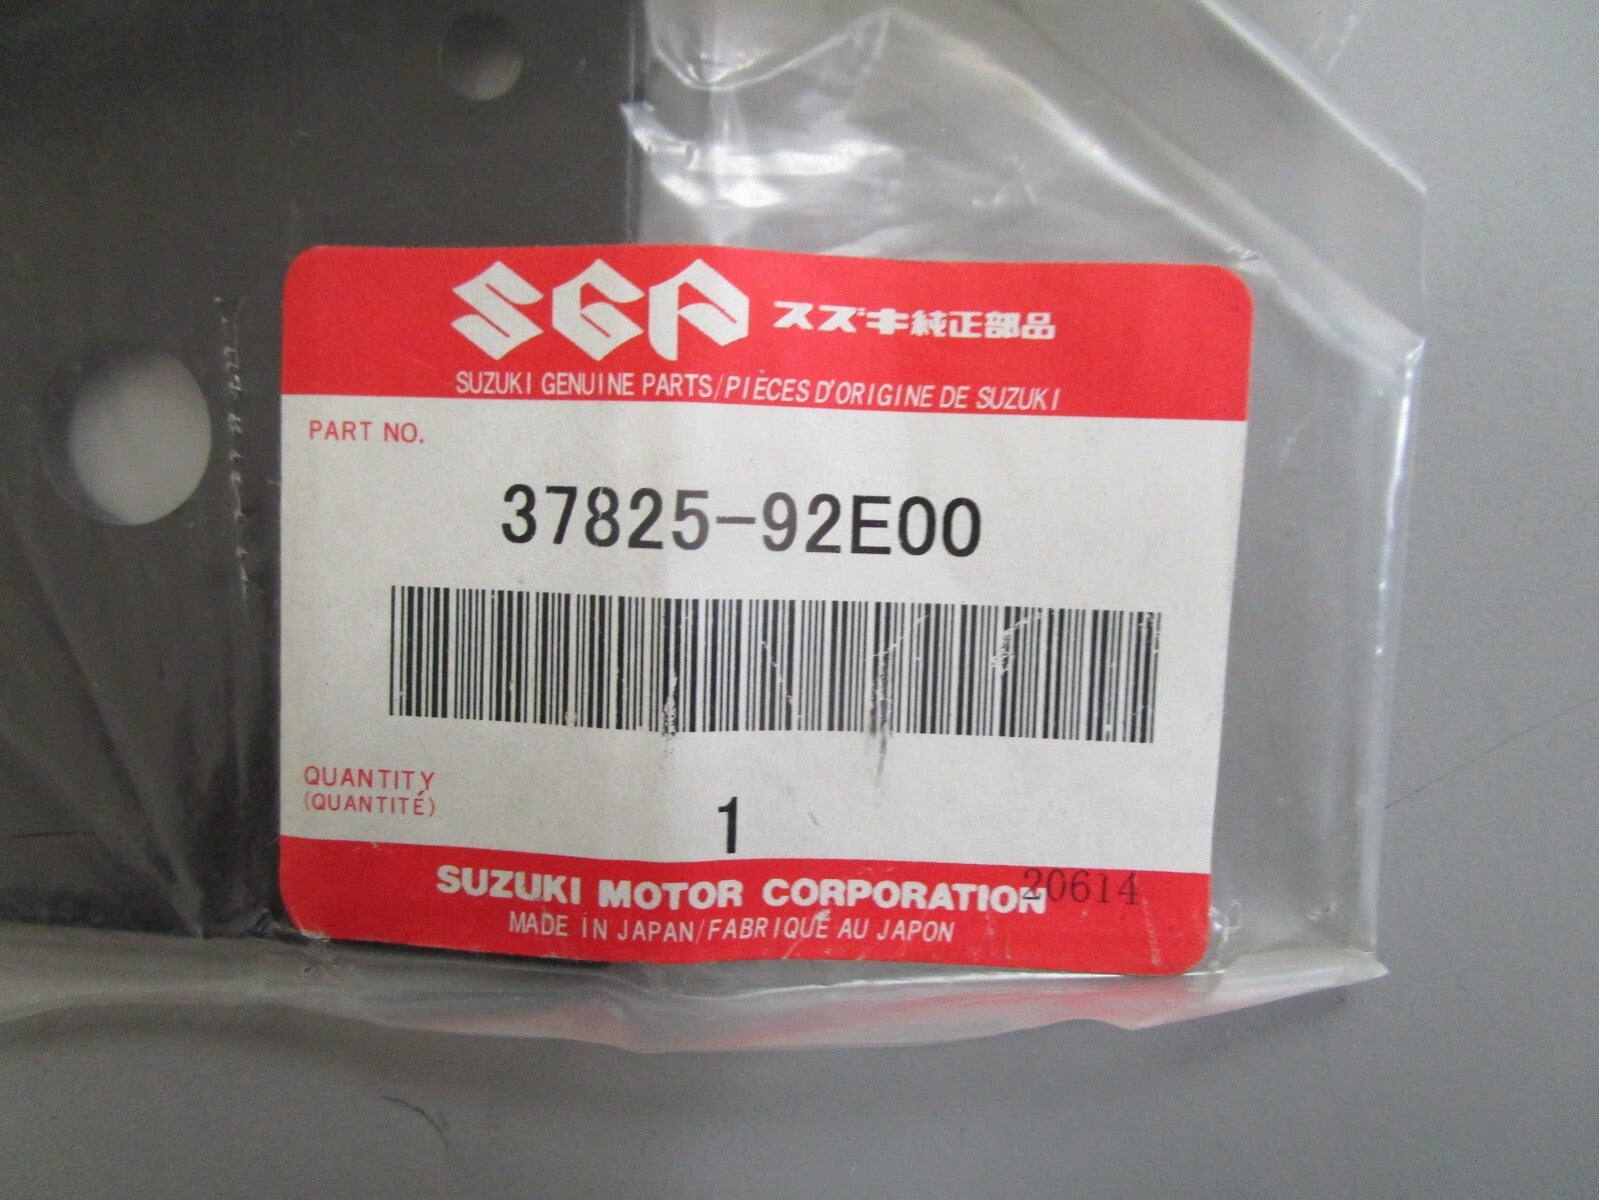 SGP スズキ純正部品
SUZUKI GENUINE PARTS/PIÈCES D'ORIGINE DE SUZUKI
PART NO.
37825-92E00
QUANTITY
(QUANTITÉ)
1
SUZUKI MOTOR CORPORATION 20614
MADE IN JAPAN/FABRIQUÉ AU JAPON